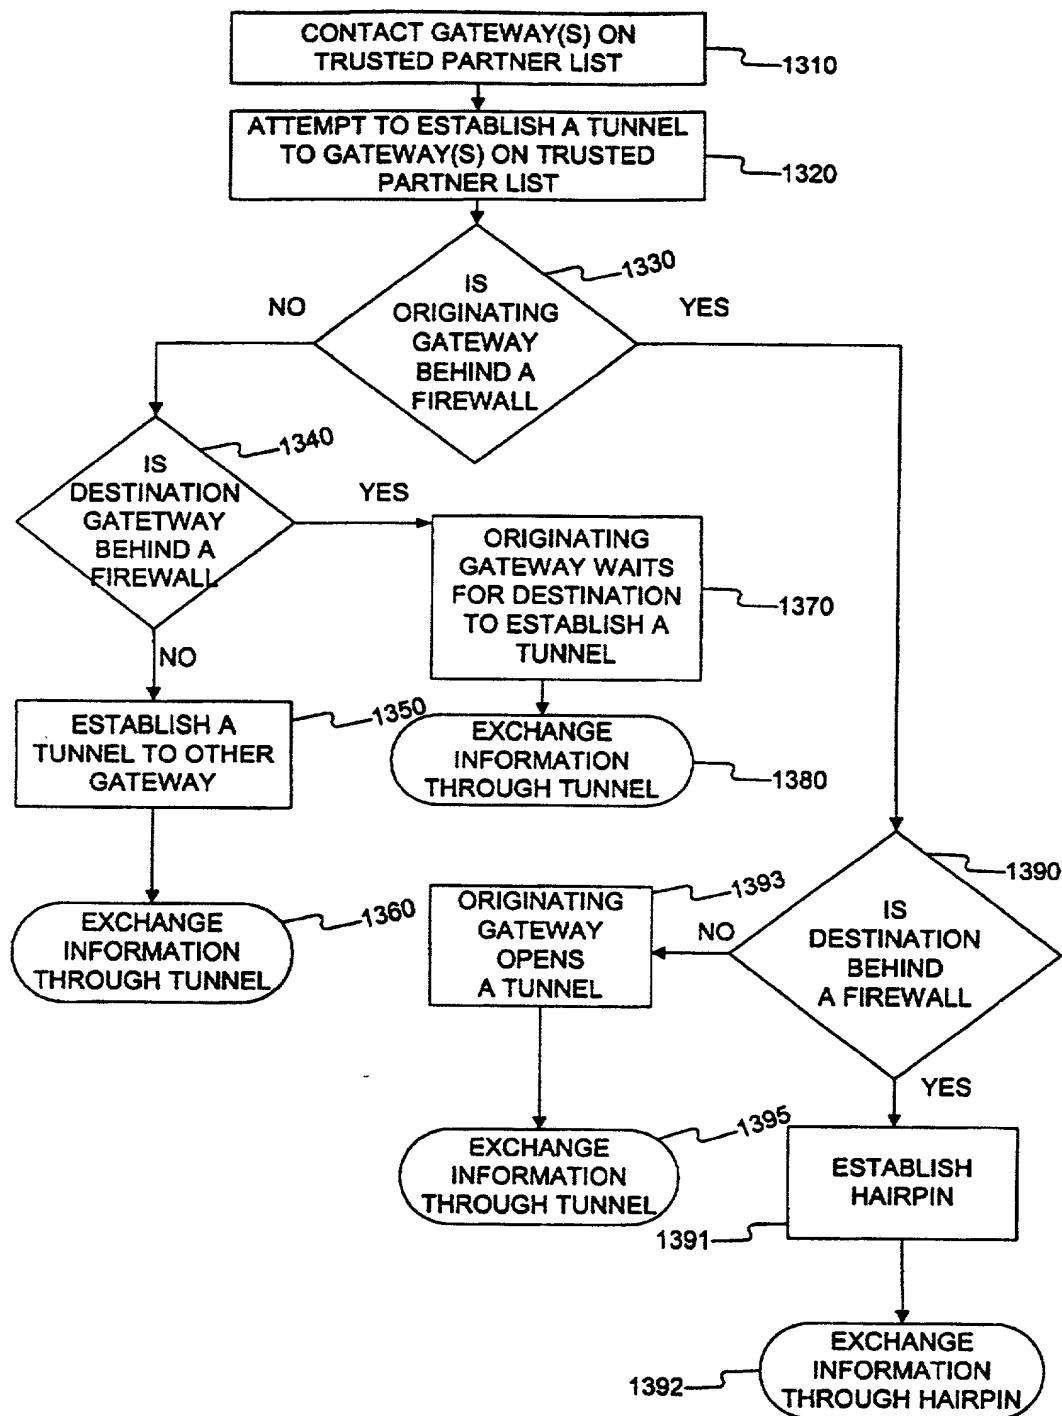 CONTACT GATEWAY(S) ON
TRUSTED PARTNER LIST
1310
ATTEMPT TO ESTABLISH A TUNNEL
TO GATEWAY(S) ON TRUSTED
PARTNER LIST
1320
1330
NO
IS
ORIGINATING
GATEWAY
BEHIND A
FIREWALL
YES
1340
IS
DESTINATION
GATETWAY
BEHIND A
FIREWALL
YES
ORIGINATING
GATEWAY WAITS
FOR DESTINATION
TO ESTABLISH A
TUNNEL
1370
NO
ESTABLISH A
TUNNEL TO OTHER
GATEWAY
1350
EXCHANGE
INFORMATION
THROUGH TUNNEL
1380
EXCHANGE
INFORMATION
THROUGH TUNNEL
1360
1390
IS
DESTINATION
BEHIND
A FIREWALL
NO
1393
ORIGINATING
GATEWAY
OPENS
A TUNNEL
YES
EXCHANGE
INFORMATION
THROUGH TUNNEL
1395
ESTABLISH
HAIRPIN
1391
EXCHANGE
INFORMATION
THROUGH HAIRPIN
1392